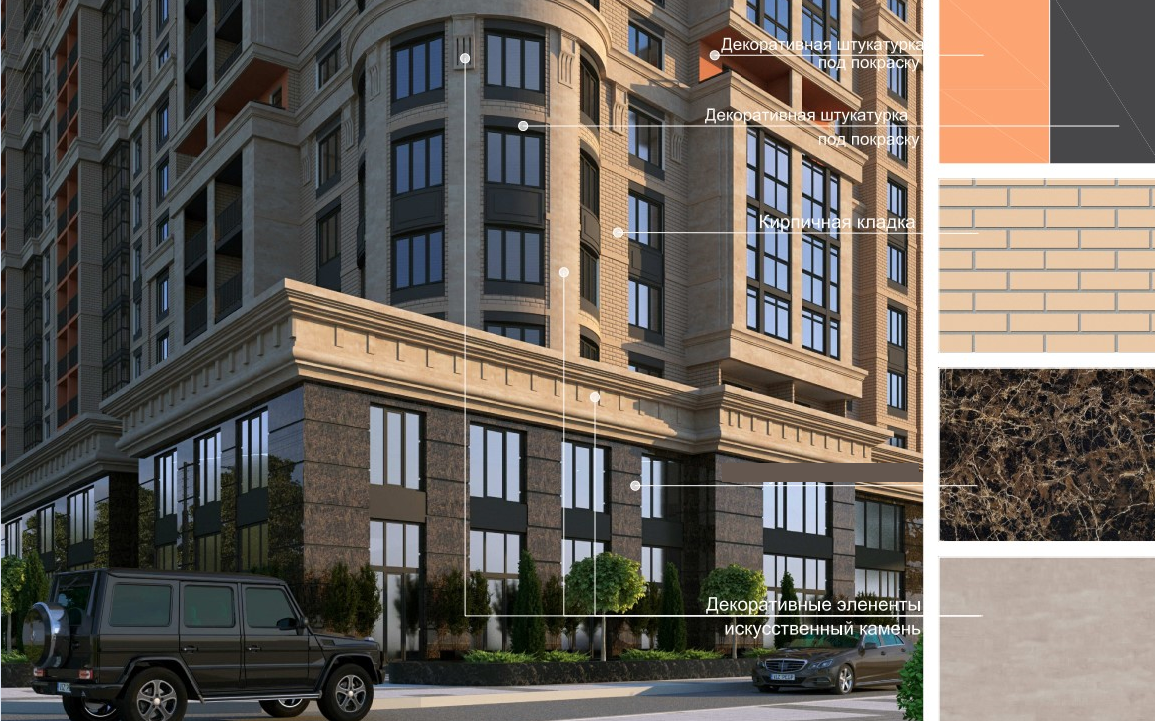 Декоративная штукатурка
под покраску
Декоративная штукатурка
под покраску
Кирпичная кладка
Декоративные элененты
искусственный камень